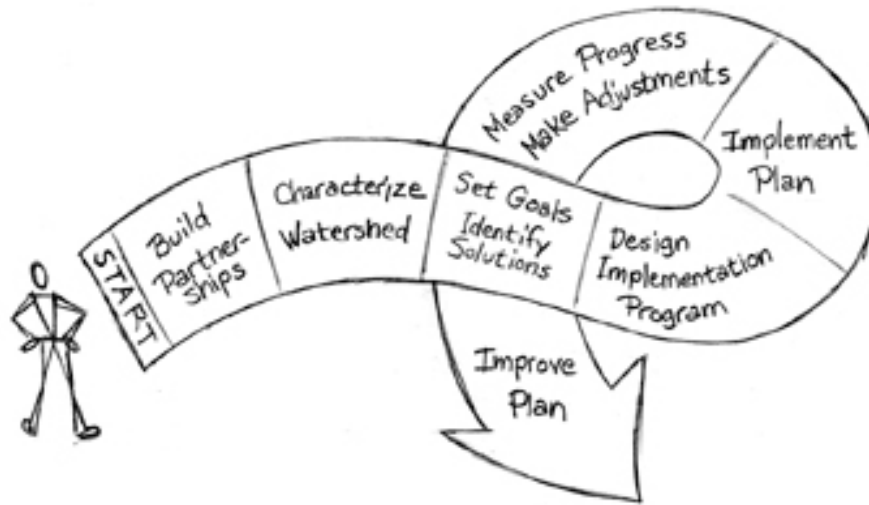 START
Build
Partner-
ships
Characterize
Watershed
Set Goals
Identify
Solutions
Design
Implementation
Program
Implement
Plan
Measure Progress
Make Adjustments
Improve
Plan